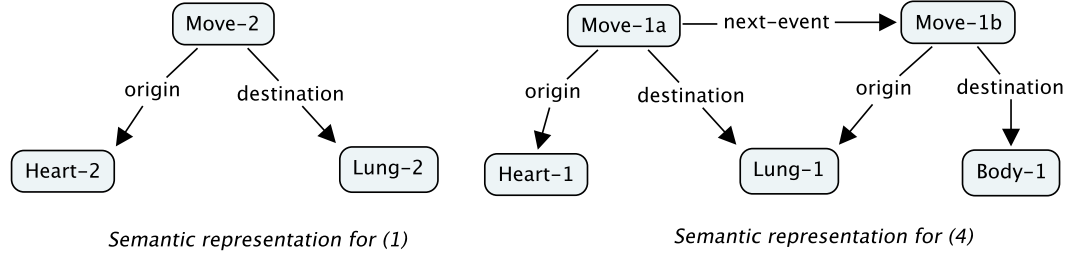 Move-2
origin
destination
Heart-2
Lung-2
Semantic representation for (1)
Move-1a
next-event
Move-1b
origin
destination
origin
destination
Heart-1
Lung-1
Body-1
Semantic representation for (4)